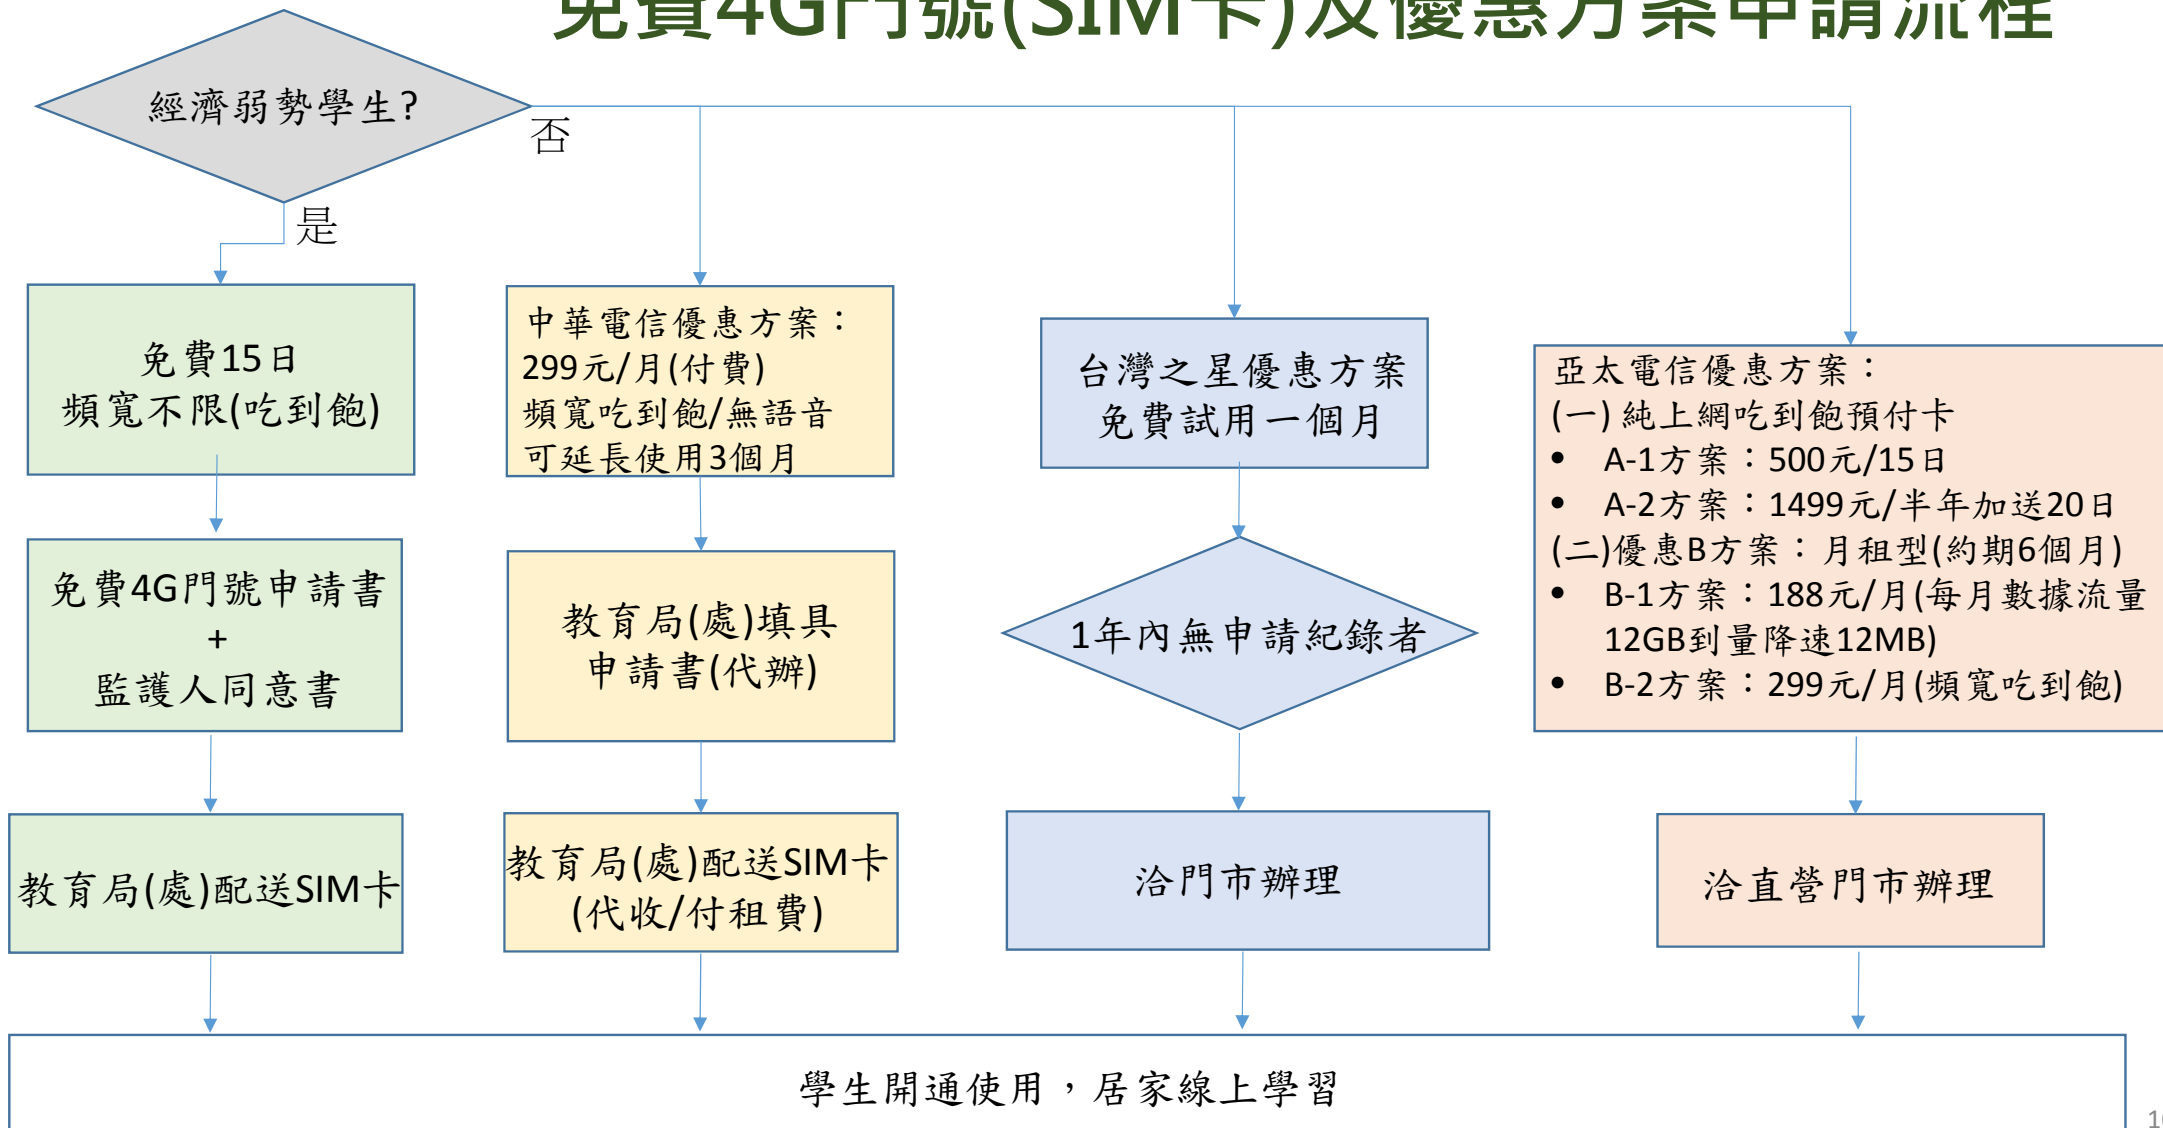 免費4G門號(SIM卡)及優惠方案申請流程
經濟弱勢學生?
否
是
免費15日
頻寬不限(吃到飽)
免費4G門號申請書
+
監護人同意書
教育局(處)配送SIM卡
中華電信優惠方案：
299元/月(付費)
頻寬吃到飽/無語音
可延長使用3個月
教育局(處)填具
申請書(代辦)
教育局(處)配送SIM卡
(代收/付租費)
台灣之星優惠方案
免費試用一個月
1年內無申請紀錄者
洽門市辦理
亞太電信優惠方案：
(一) 純上網吃到飽預付卡
• A-1方案：500元/15日
• A-2方案：1499元/半年加送20日
(二)優惠B方案：月租型(約期6個月)
• B-1方案：188元/月(每月數據流量
12GB到量降速12MB)
• B-2方案：299元/月(頻寬吃到飽)
洽直營門市辦理
學生開通使用，居家線上學習